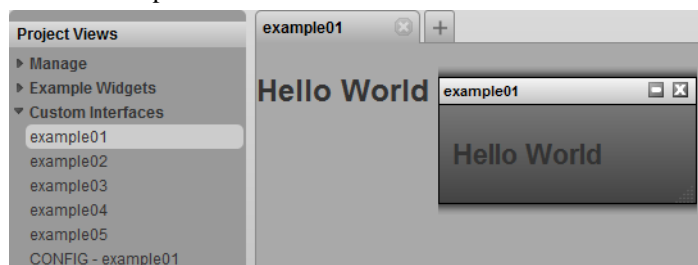 Project Views
Manage
Example Widgets
Custom Interfaces
example01
example02
example03
example04
example05
CONFIG - example01
example01
+
Hello World
example01
Hello World